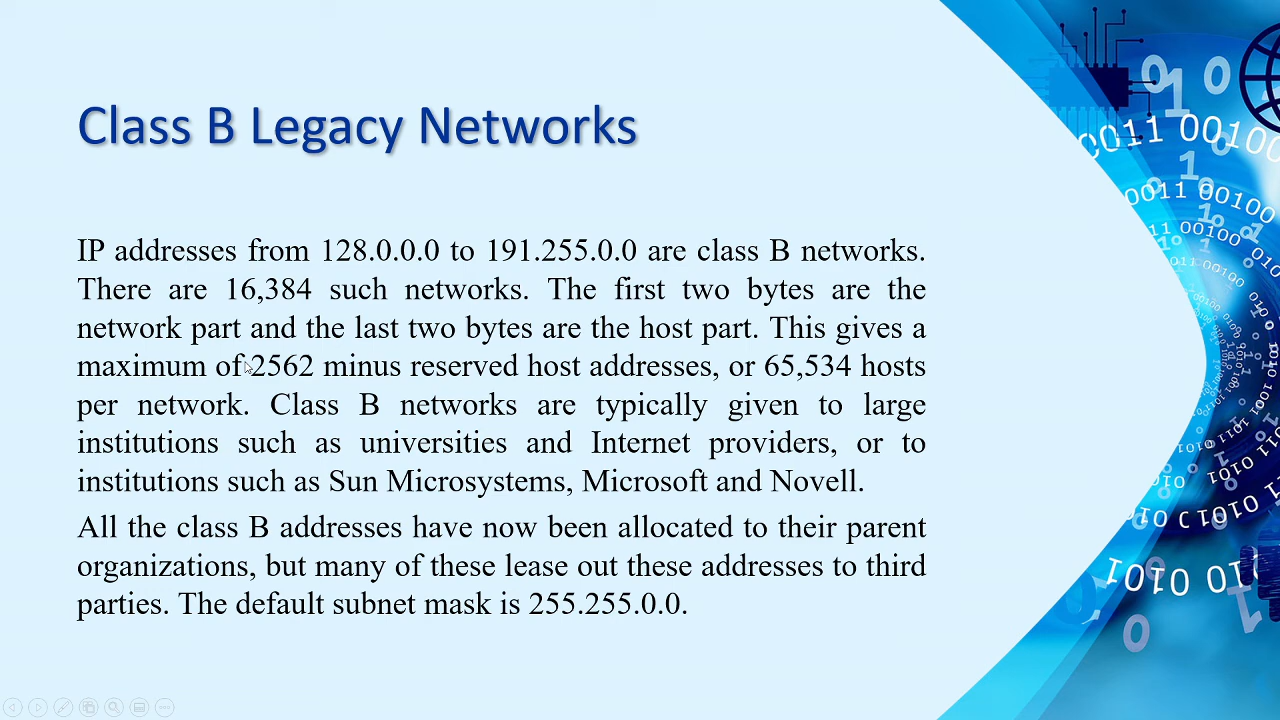 Class B Legacy Networks
IP addresses from 128.0.0.0 to 191.255.0.0 are class B networks.
There are 16,384 such networks. The first two bytes are the
network part and the last two bytes are the host part. This gives a
maximum of 2562 minus reserved host addresses, or 65,534 hosts
per network. Class B networks are typically given to large
institutions such as universities and Internet providers, or to
institutions such as Sun Microsystems, Microsoft and Novell.
All the class B addresses have now been allocated to their parent
organizations, but many of these lease out these addresses to third
parties. The default subnet mask is 255.255.0.0.